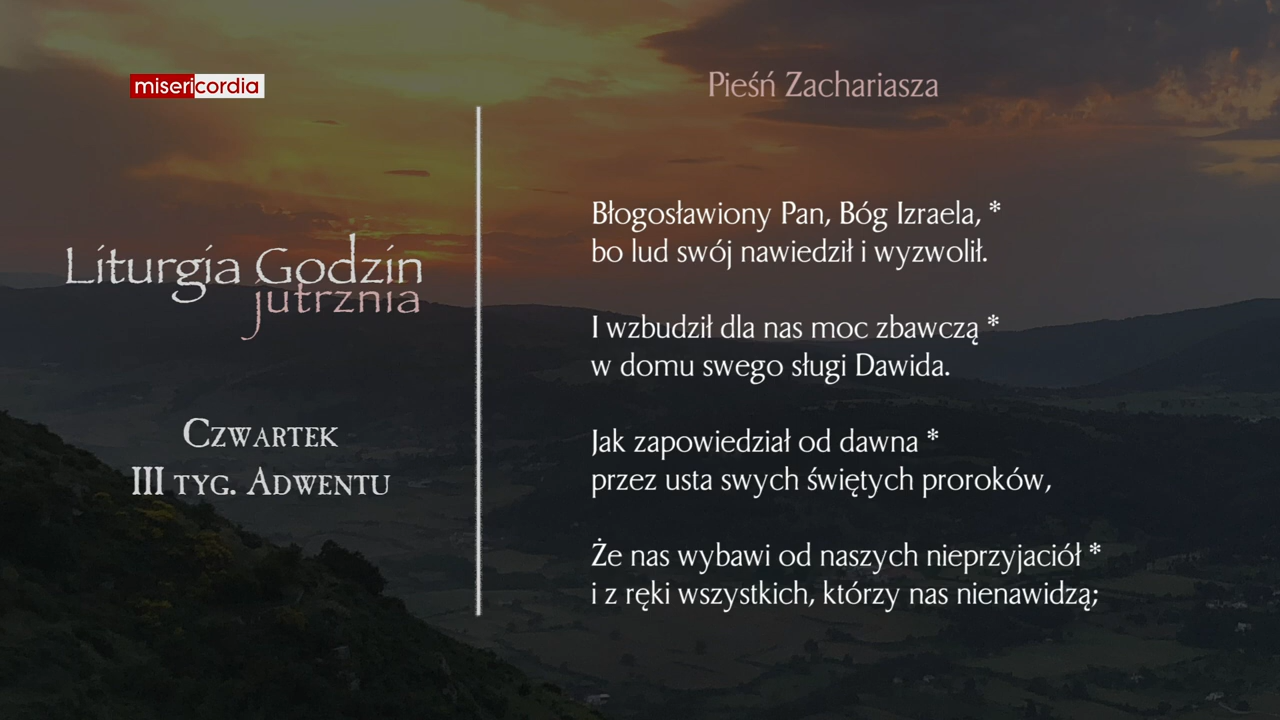 misericordia
Liturgia Godzin
jutrznia
Czwartek
III tyg. Adwentu
Pieśń Zachariasza
Błogosławiony Pan, Bóg Izraela, *
bo lud swój nawiedził i wyzwolił.
I wzbudził dla nas moc zbawczą *
w domu swego sługi Dawida.
Jak zapowiedział od dawna *
przez usta swych świętych proroków,
Że nas wybawi od naszych nieprzyjaciół *
i z ręki wszystkich, którzy nas nienawidzą;